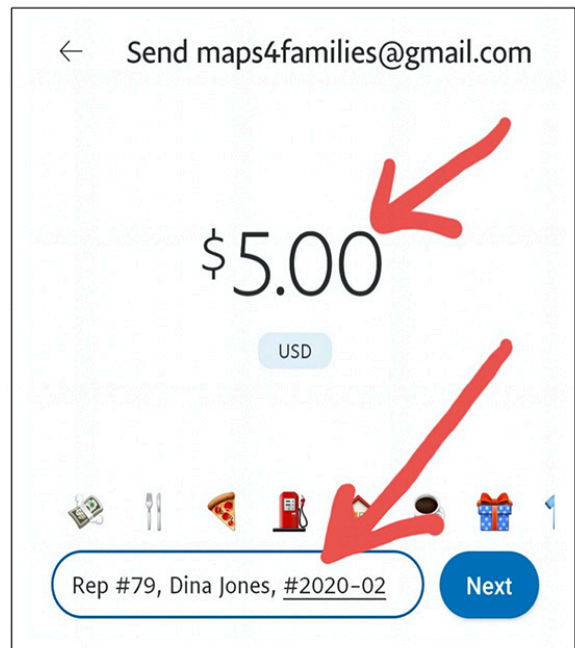 ← Send maps4families@gmail.com
$5.00
USD
Rep #79, Dina Jones, #2020-02
Next